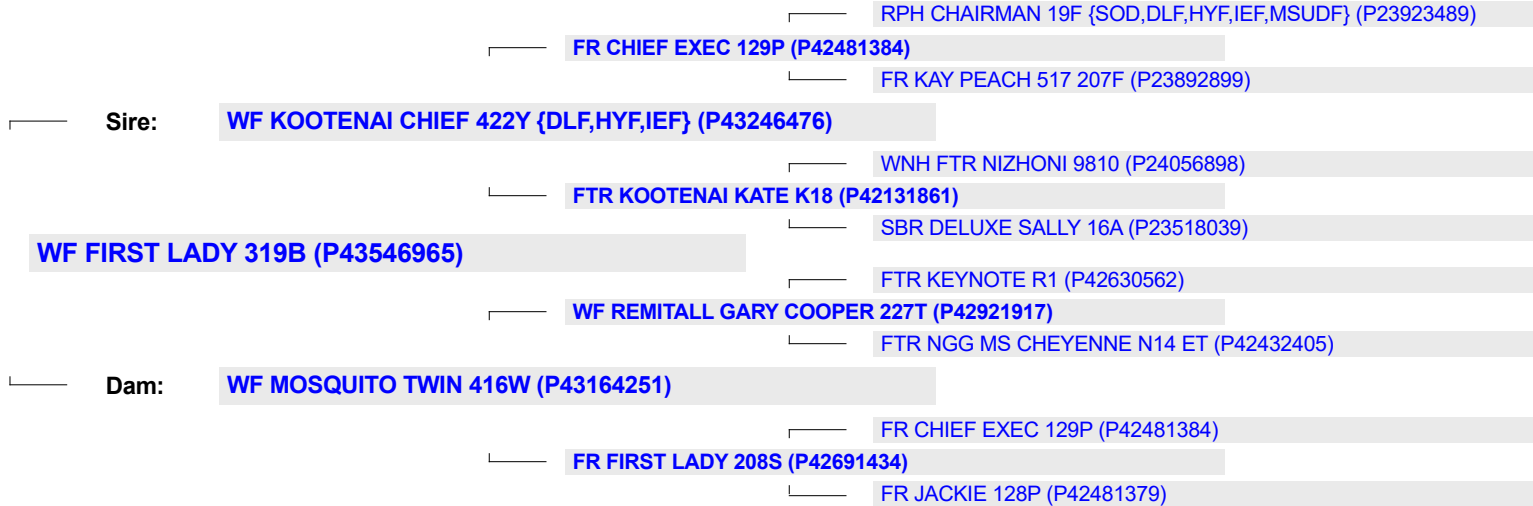 RPH CHAIRMAN 19F {SOD,DLF,HYF,IEF,MSUDF} (P23923489)
FR CHIEF EXEC 129P (P42481384)
FR KAY PEACH 517 207F (P23892899)
Sire: WF KOOTENAI CHIEF 422Y {DLF,HYF,IEF} (P43246476)
WNH FTR NIZHONI 9810 (P24056898)
FTR KOOTENAI KATE K18 (P42131861)
SBR DELUXE SALLY 16A (P23518039)
WF FIRST LADY 319B (P43546965)
FTR KEYNOTE R1 (P42630562)
WF REMITALL GARY COOPER 227T (P42921917)
FTR NGG MS CHEYENNE N14 ET (P42432405)
Dam: WF MOSQUITO TWIN 416W (P43164251)
FR CHIEF EXEC 129P (P42481384)
FR FIRST LADY 208S (P42691434)
FR JACKIE 128P (P42481379)